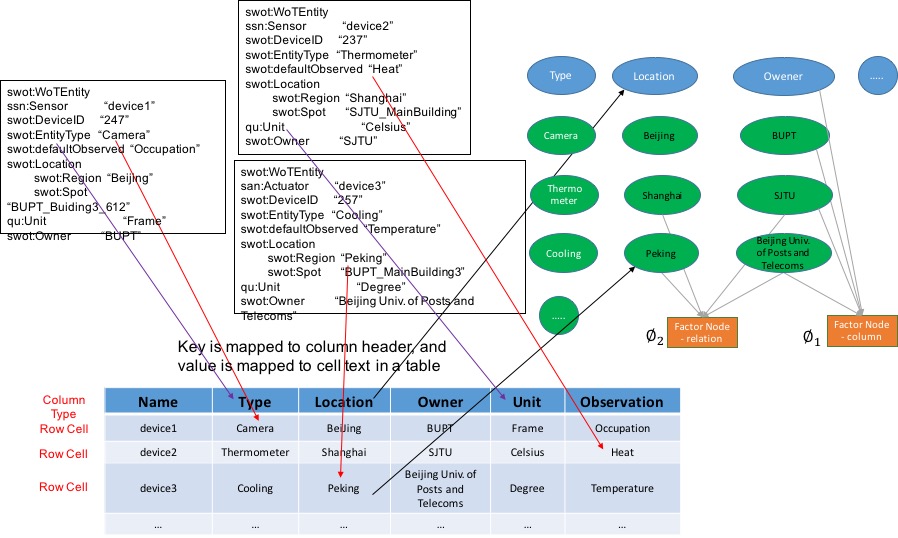 swot:WoTEntity
ssn:Sensor “device2”
swot:DeviceID “237”
swot:EntityType “Thermometer”
swot:defaultObserved “Heat”
swot:Location
swot:Region “Shanghai”
swot:Spot “SJTU_MainBuilding”
qu:Unit “Celsius”
swot:Owner “SJTU”
swot:WoTEntity
ssn:Sensor “device1”
swot:DeviceID “247”
swot:EntityType “Camera”
swot:defaultObserved “Occupation”
swot:Location
swot:Region “Beijing”
swot:Spot
“BUPT_Buiding3_612”
qu:Unit “Frame”
swot:Owner “BUPT”
swot:WoTEntity
san:Actuator “device3”
swot:DeviceID “257”
swot:EntityType “Cooling”
swot:defaultObserved “Temperature”
swot:Location
swot:Region “Peking”
swot:Spot “BUPT_MainBuilding3”
qu:Unit “Degree”
swot:Owner “Beijing Univ. of Posts and
Telecoms”
Type Location Owener .....
Camera Beijing BUPT
Thermo
meter
Shanghai SJTU
Cooling Peking
Beijing Univ.
of Posts and
Telecoms
.....
Ø2
Factor Node
- relation
Ø1
Factor Node
- column
Key is mapped to column header, and
value is mapped to cell text in a table
Column
Type
Name Type Location Owner Unit Observation
Row Cell device1 Camera Beijing BUPT Frame Occupation
Row Cell device2 Thermometer Shanghai SJTU Celsius Heat
Row Cell device3 Cooling Peking
Beijing Univ. of
Posts and
Telecoms
Degree Temperature
... ... ... ... ... ...